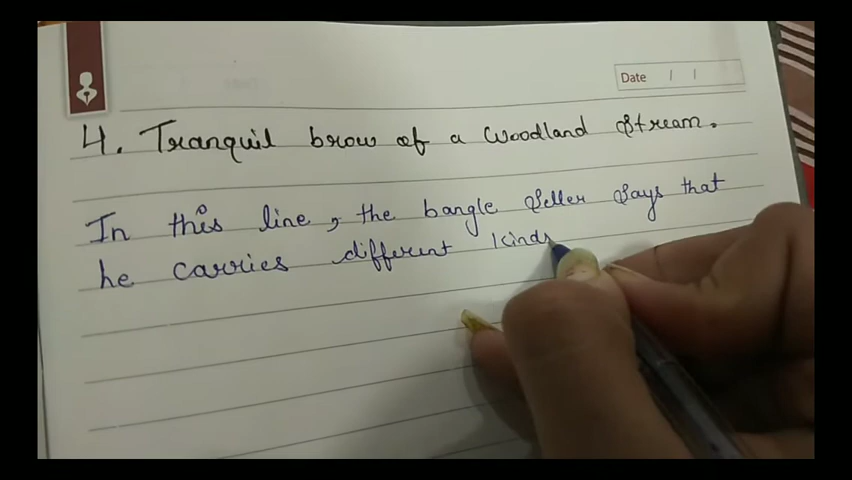 Date / /
4. Tranquil brow of a Woodland Stream.
In this line, the bangle Seller Says that
he carries different kinds